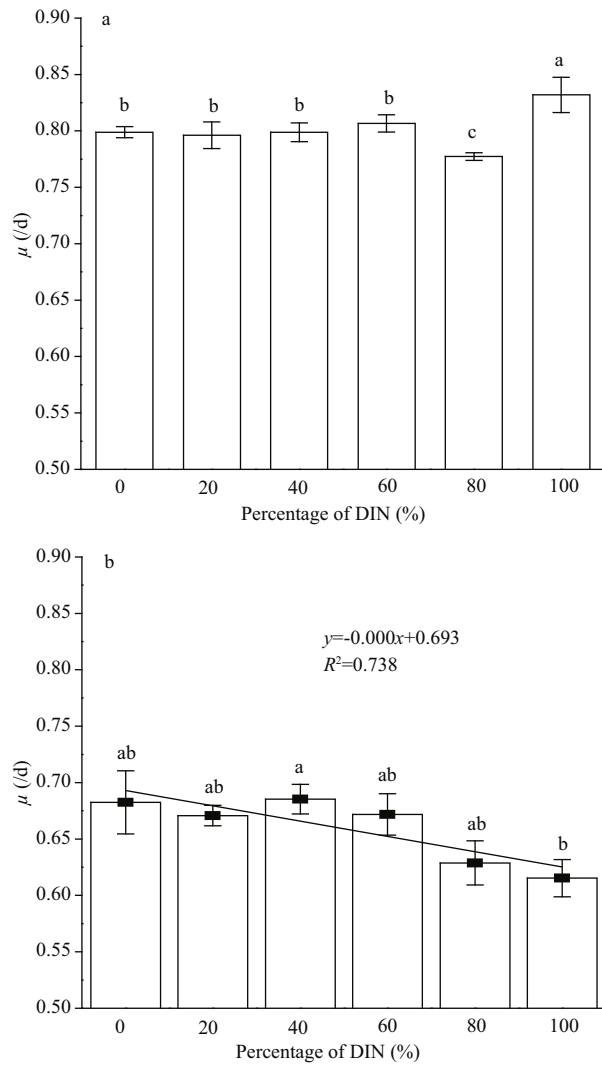 a
0.90
0.85
0.80
0.75
0.70
0.65
0.60
0.55
0.50
μ (/d)
b
b
b
b
c
a
0
20
40
60
80
100
Percentage of DIN (%)
b
0.90
0.85
0.80
0.75
0.70
0.65
0.60
0.55
0.50
μ (/d)
y=-0.000x+0.693
R²=0.738
ab
ab
a
ab
ab
b
0
20
40
60
80
100
Percentage of DIN (%)